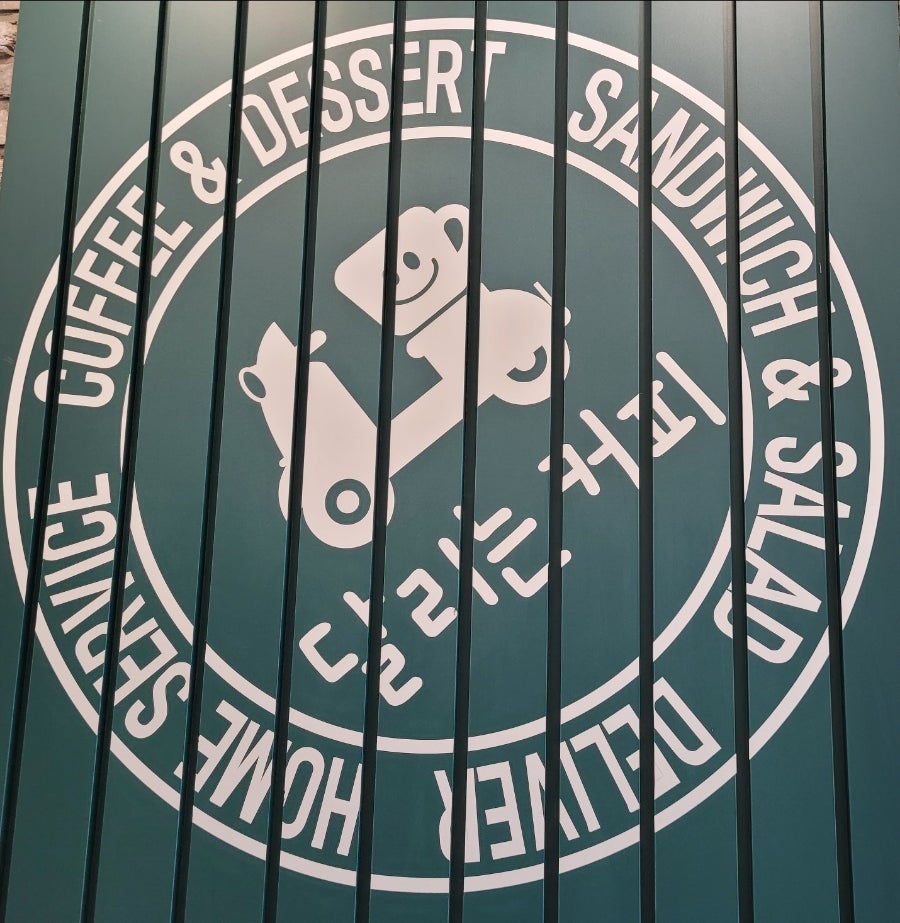 COFFEE & DESSERT
SANDWICH & SALAD
DELIVER
HOME SERVICE
달리는 커피